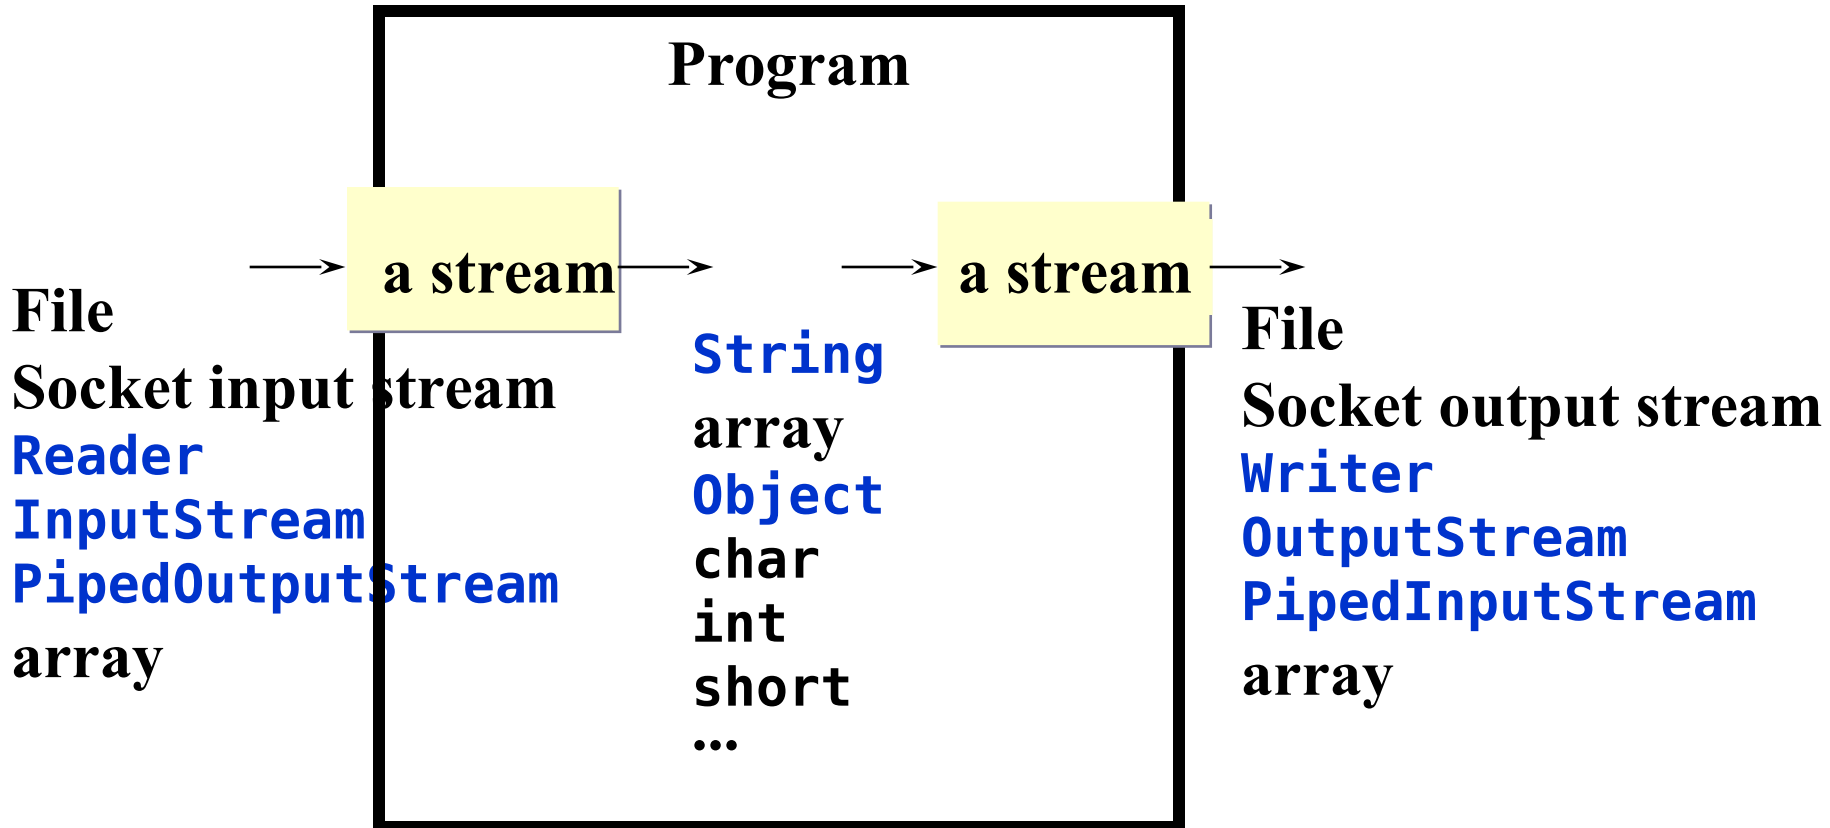 Program
a stream
a stream
File
Socket input stream
Reader
InputStream
PipedOutputStream
array
String
array
Object
char
int
short
...
File
Socket output stream
Writer
OutputStream
PipedInputStream
array